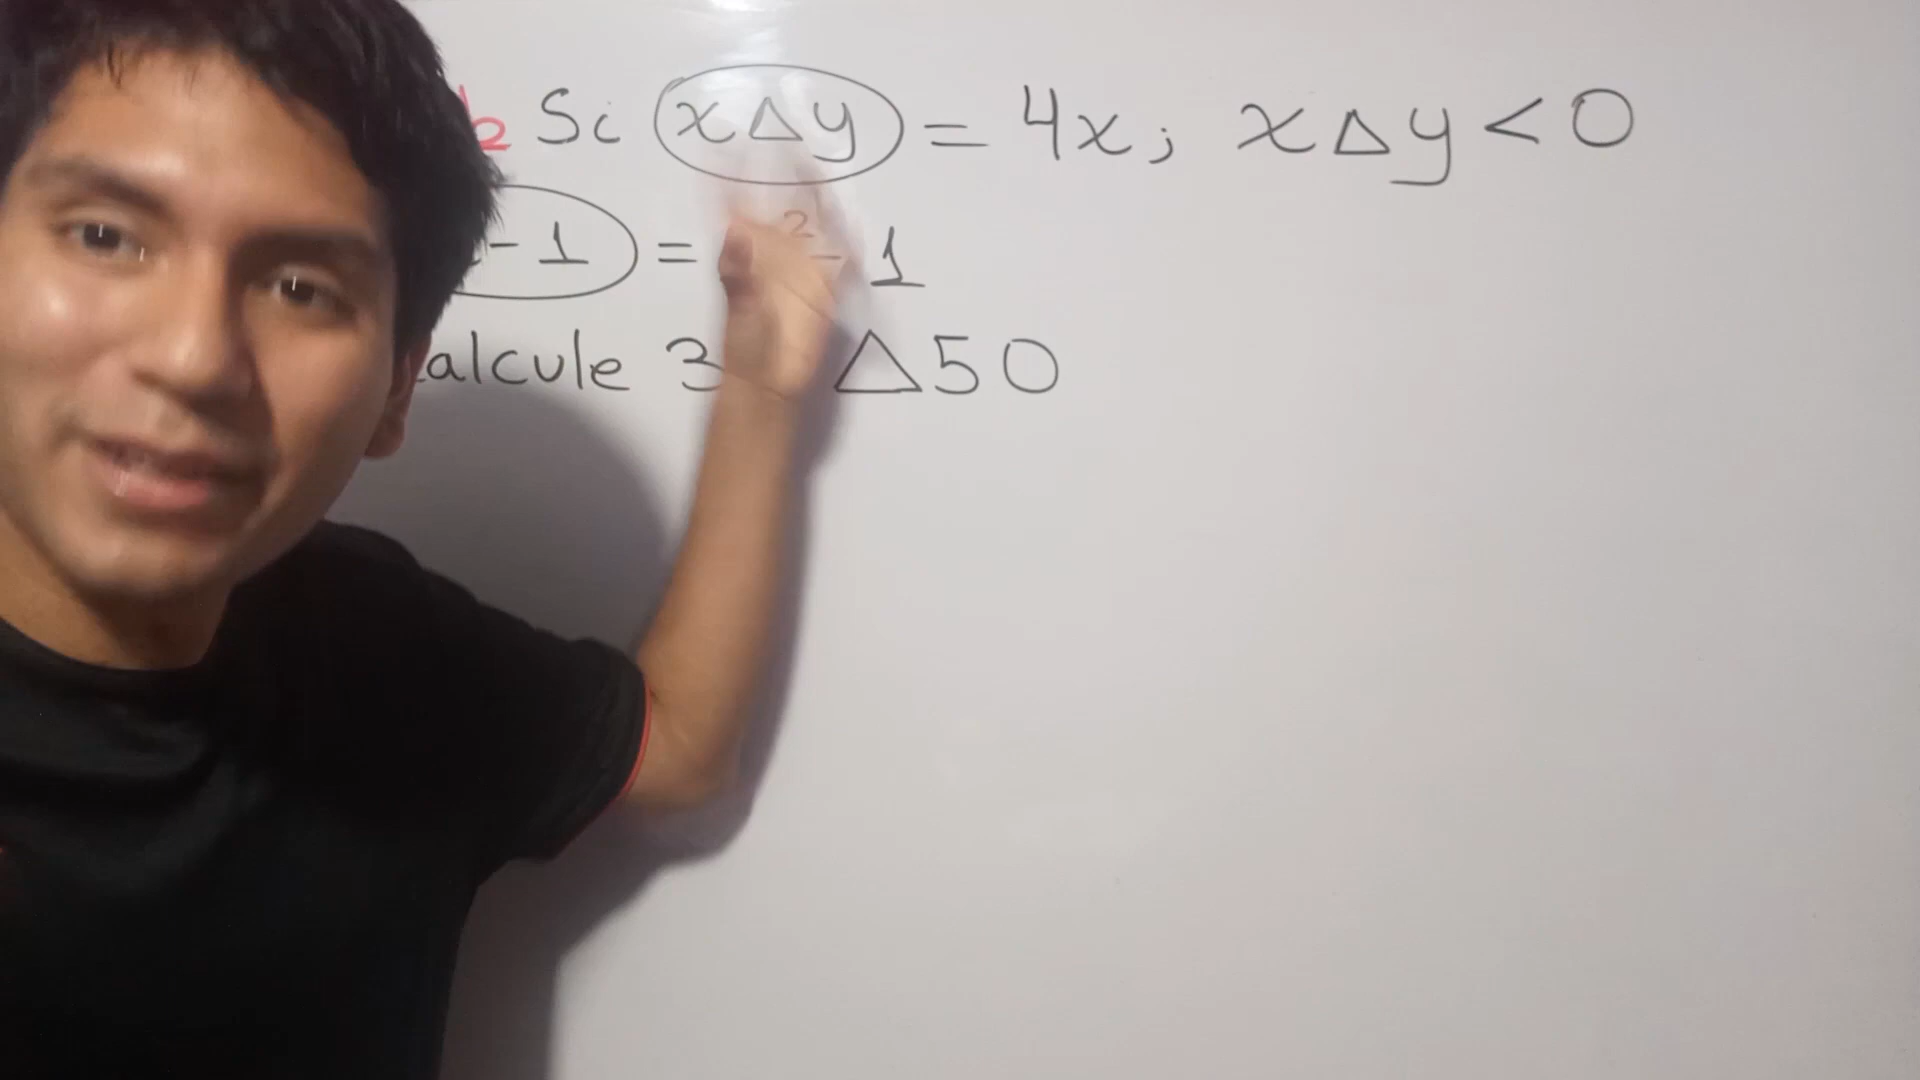 Si x△y = 4x; x△y < 0
- 1 = ² - 1
alcule 3 △50